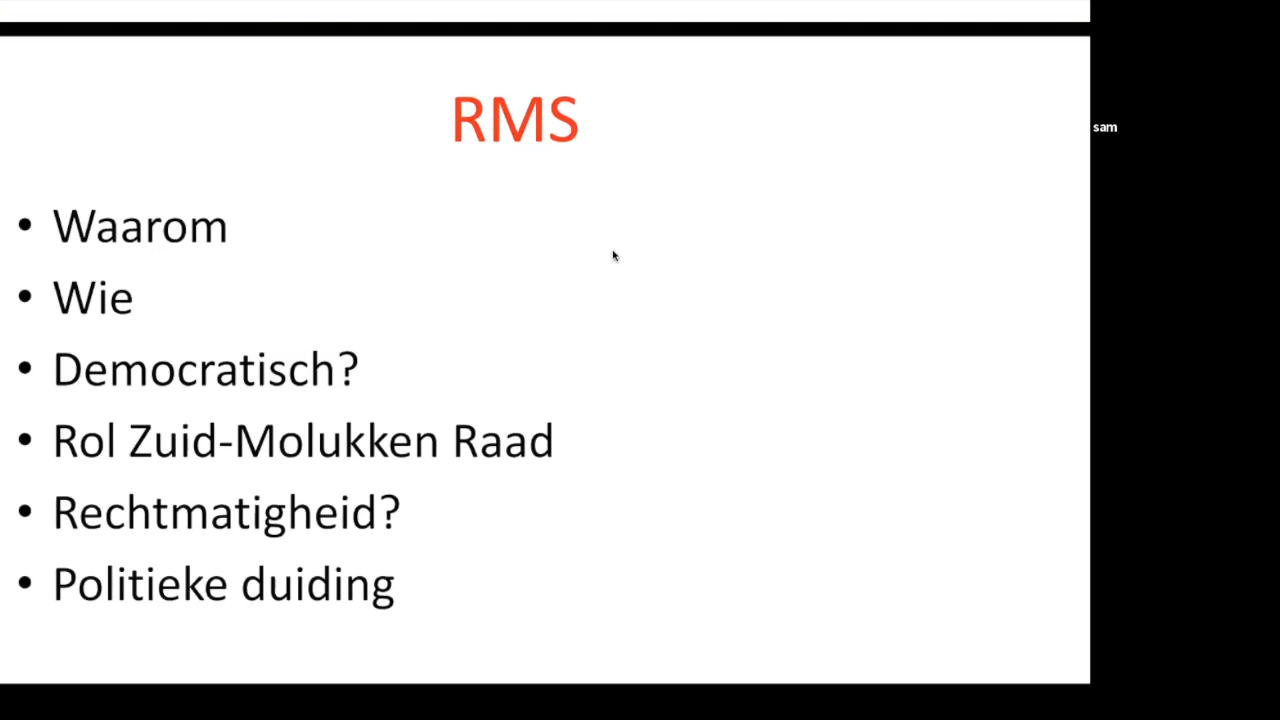 RMS
sam
• Waarom
• Wie
• Democratisch?
• Rol Zuid-Molukken Raad
• Rechtmatigheid?
• Politieke duiding